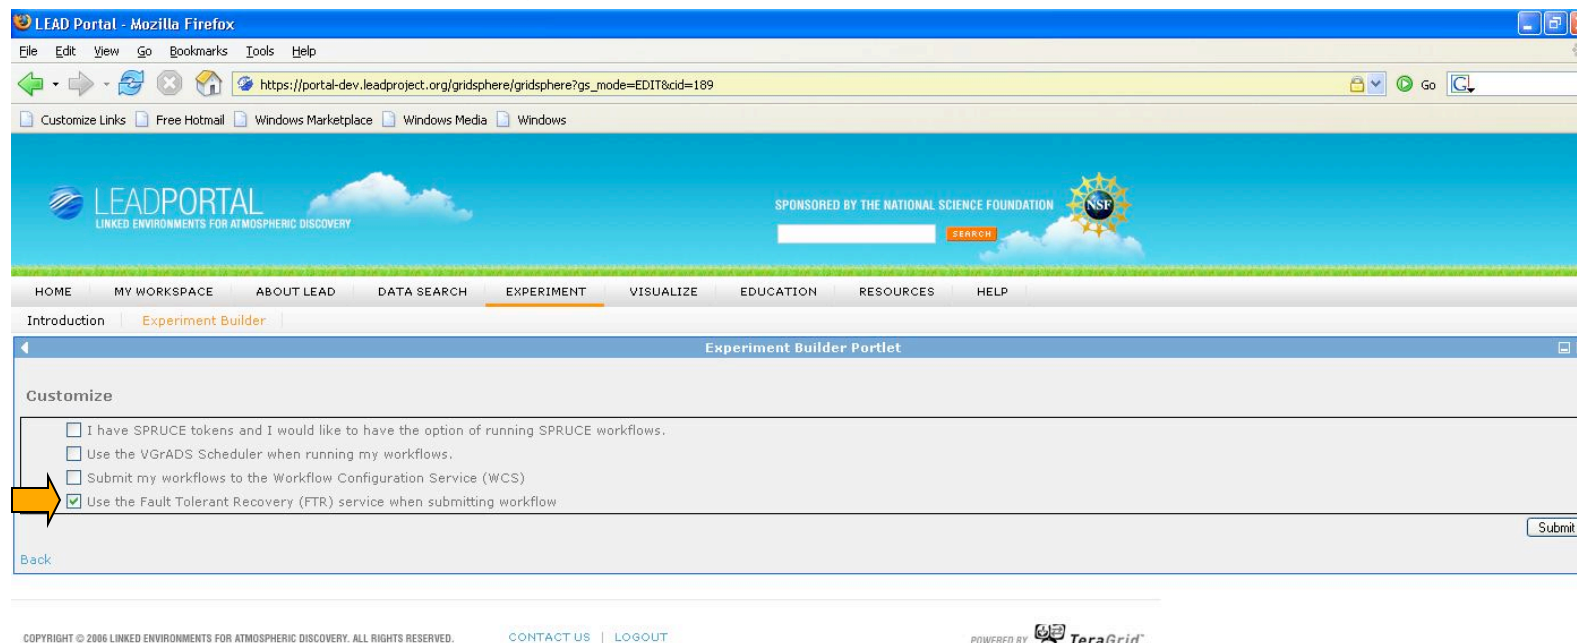 LEAD Portal - Mozilla Firefox
File Edit View Go Bookmarks Tools Help
https://portal-dev.leadproject.org/gridsphere/gridsphere?gs_mode=EDIT&cid=189 Go G
Customize Links Free Hotmail Windows Marketplace Windows Media Windows
LEADPORTAL
LINKED ENVIRONMENTS FOR ATMOSPHERIC DISCOVERY
SPONSORED BY THE NATIONAL SCIENCE FOUNDATION NSF
SEARCH
HOME MY WORKSPACE ABOUT LEAD DATA SEARCH EXPERIMENT VISUALIZE EDUCATION RESOURCES HELP
Introduction Experiment Builder
Experiment Builder Portlet
Customize
I have SPRUCE tokens and I would like to have the option of running SPRUCE workflows.
Use the VGrADS Scheduler when running my workflows.
Submit my workflows to the Workflow Configuration Service (WCS)
Use the Fault Tolerant Recovery (FTR) service when submitting workflow
Submit
Back
COPYRIGHT © 2006 LINKED ENVIRONMENTS FOR ATMOSPHERIC DISCOVERY. ALL RIGHTS RESERVED. CONTACT US | LOGOUT POWERED BY TeraGrid™